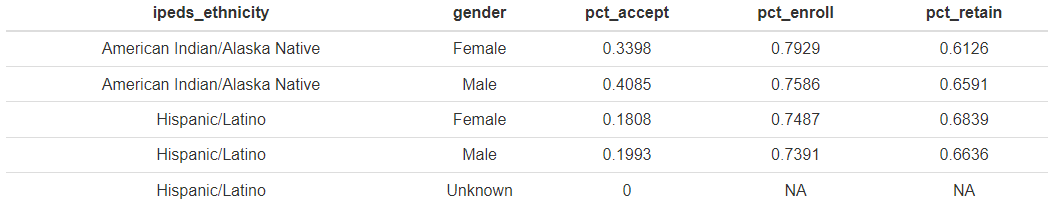 ipeds_ethnicity gender pct_accept pct_enroll pct_retain
American Indian/Alaska Native Female 0.3398 0.7929 0.6126
American Indian/Alaska Native Male 0.4085 0.7586 0.6591
Hispanic/Latino Female 0.1808 0.7487 0.6839
Hispanic/Latino Male 0.1993 0.7391 0.6636
Hispanic/Latino Unknown 0 NA NA